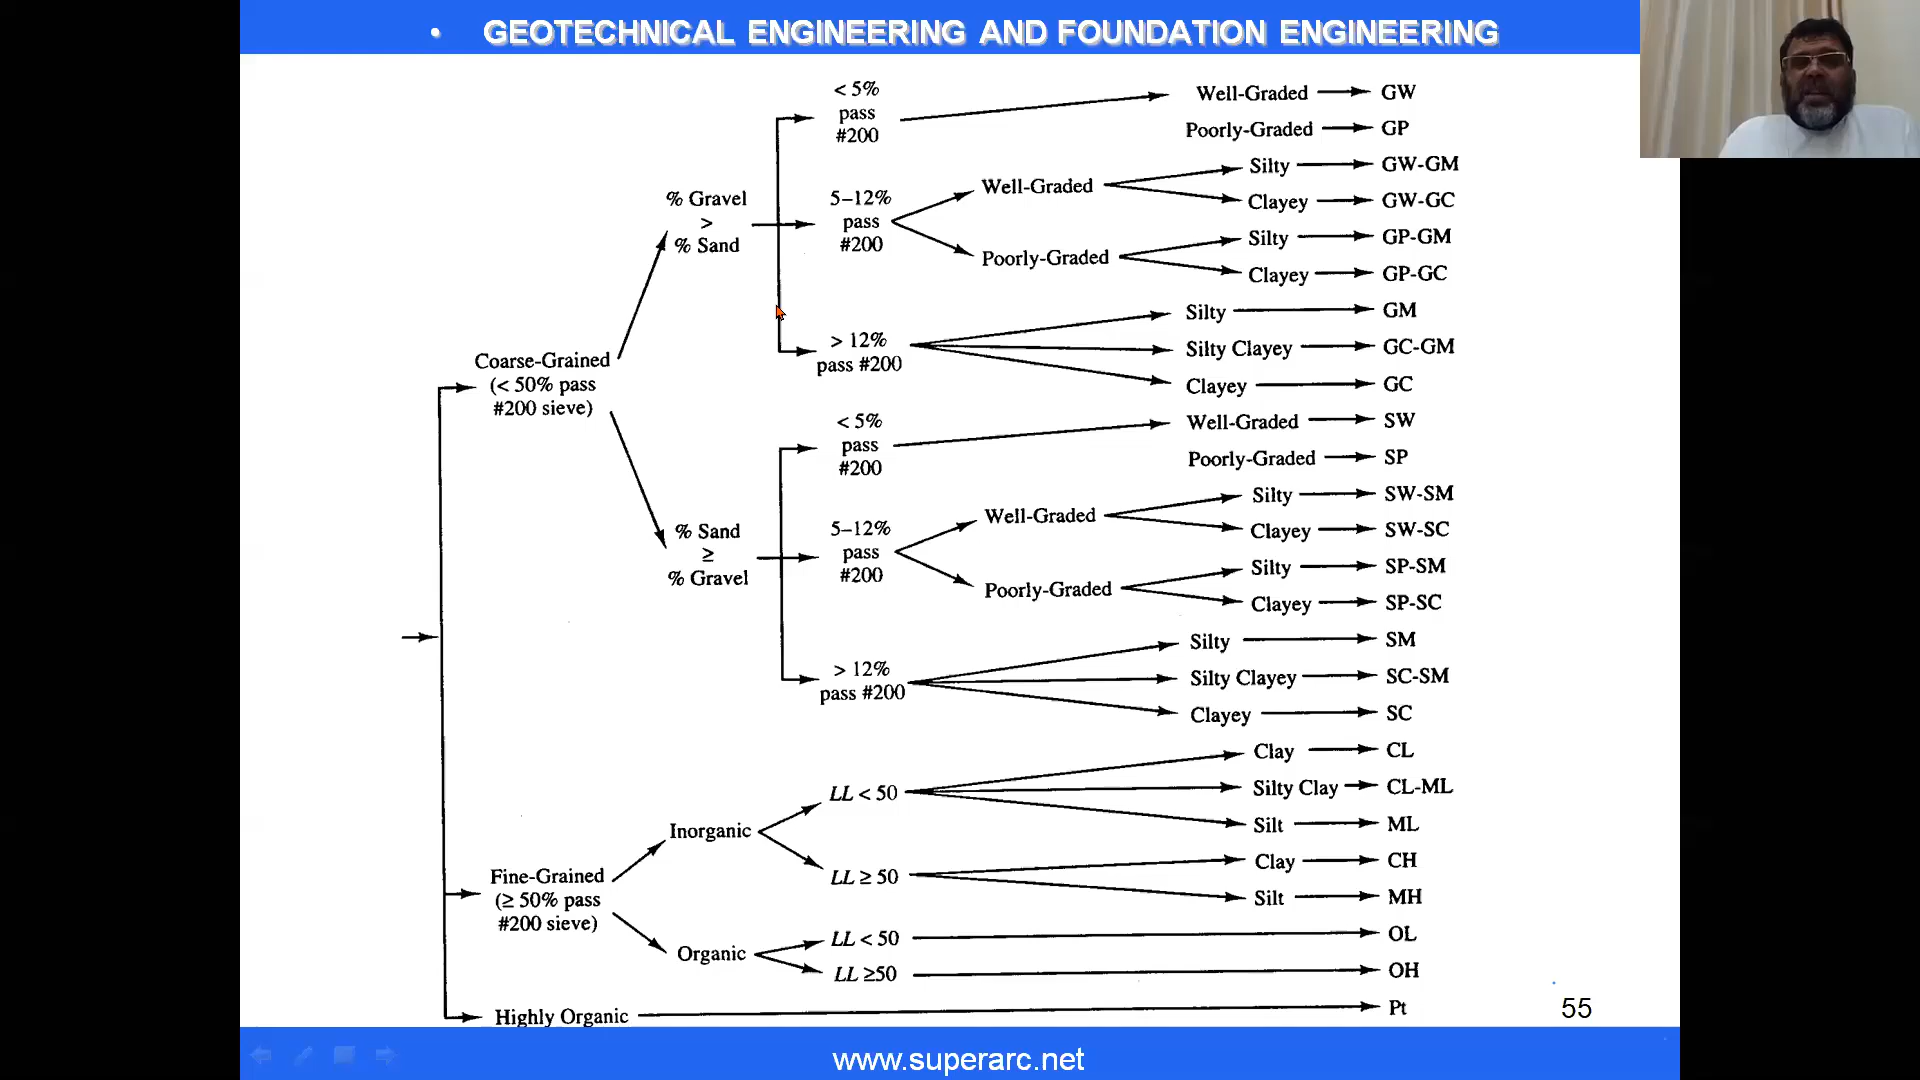 • GEOTECHNICAL ENGINEERING AND FOUNDATION ENGINEERING
< 5%
pass
#200
Well-Graded GW
Poorly-Graded GP
% Gravel
>
% Sand
5–12%
pass
#200
Well-Graded
Silty GW-GM
Clayey GW-GC
Poorly-Graded
Silty GP-GM
Clayey GP-GC
> 12%
pass #200
Silty GM
Silty Clayey GC-GM
Clayey GC
Coarse-Grained
(< 50% pass
#200 sieve)
< 5%
pass
#200
Well-Graded SW
Poorly-Graded SP
% Sand
≥
% Gravel
5–12%
pass
#200
Well-Graded
Silty SW-SM
Clayey SW-SC
Poorly-Graded
Silty SP-SM
Clayey SP-SC
> 12%
pass #200
Silty SM
Silty Clayey SC-SM
Clayey SC
Fine-Grained
(≥ 50% pass
#200 sieve)
Inorganic
LL < 50
Clay CL
Silty Clay CL-ML
Silt ML
LL ≥ 50
Clay CH
Silt MH
Organic
LL < 50 OL
LL ≥50 OH
Highly Organic Pt
55
www.superarc.net